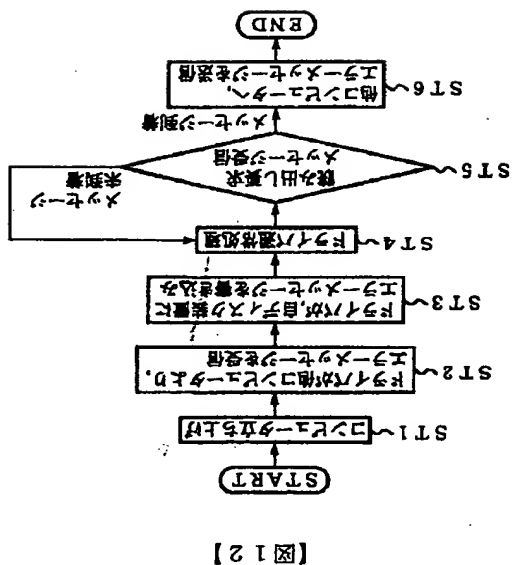 【図12】
START
コンピュータ立ち上げ
ST1
ドライバが他コンピュータより,
エラーメッセージを受信
ST2
ドライバが,自ディスク装置に
エラーメッセージを書き込み
ST3
ドライバ通常処理
ST4
読み出し要求
メッセージ受信
ST5
メッセージ
未到着
メッセージ到着
他コンピュータへ,
エラーメッセージを送信
ST6
END